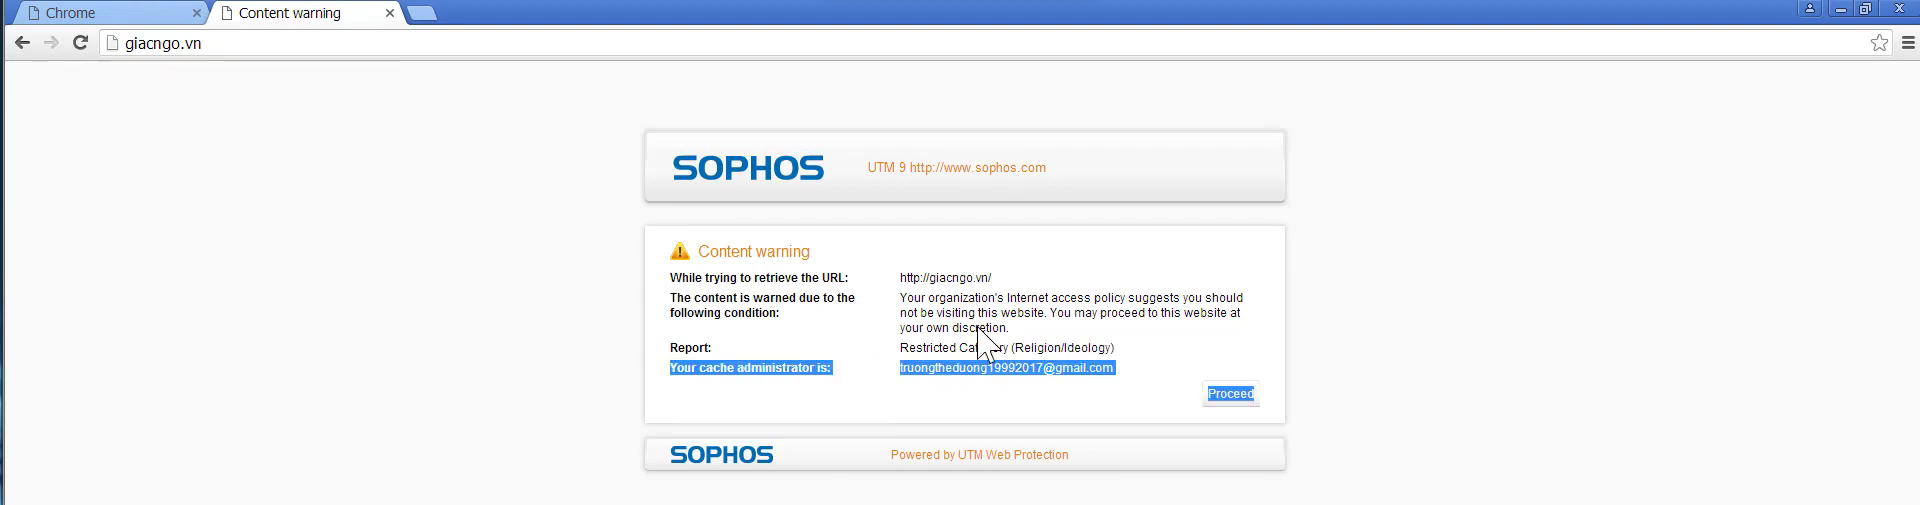 Chrome
Content warning
giacngo.vn
SOPHOS
UTM 9 http://www.sophos.com
Content warning
While trying to retrieve the URL: http://giacngo.vn/
The content is warned due to the following condition:
Your organization's Internet access policy suggests you should
not be visiting this website. You may proceed to this website at
your own discretion.
Report: Restricted Category (Religion/Ideology)
Your cache administrator is: truongtheduong19992017@gmail.com
Proceed
SOPHOS
Powered by UTM Web Protection